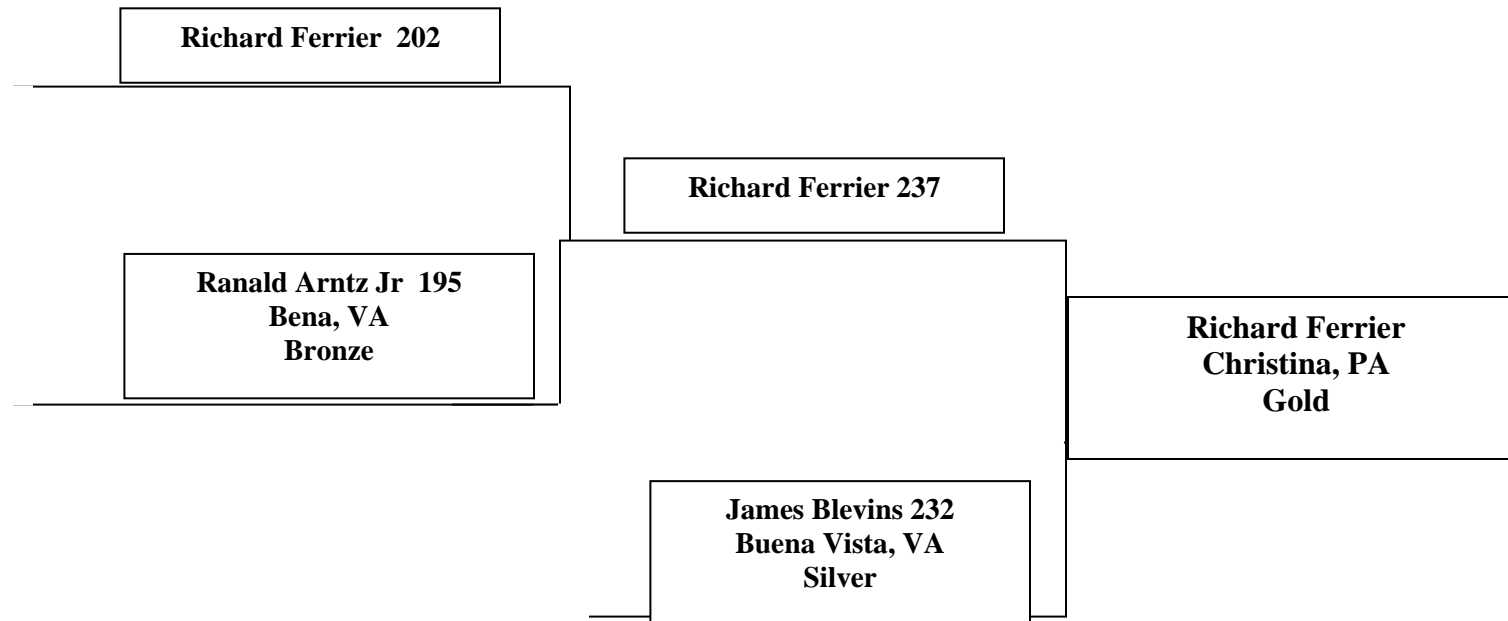 Richard Ferrier  202
Richard Ferrier 237
Ranald Arntz Jr  195
Bena, VA
Bronze
Richard Ferrier
Christina, PA
Gold
James Blevins 232
Buena Vista, VA
Silver